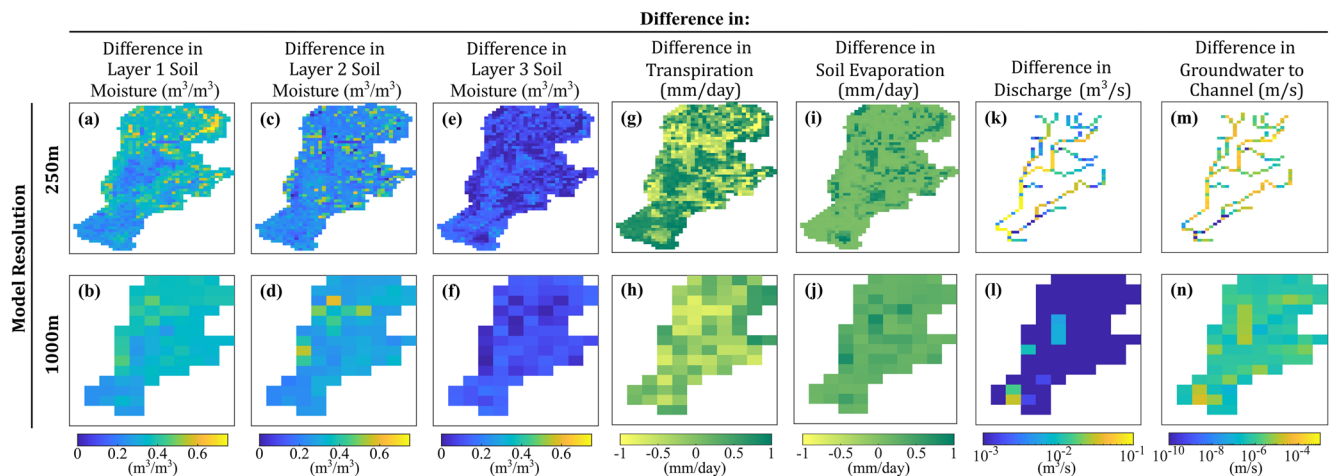 Difference in:
Difference in
Layer 1 Soil
Moisture (m³/m³)
Difference in
Layer 2 Soil
Moisture (m³/m³)
Difference in
Layer 3 Soil
Moisture (m³/m³)
Difference in
Transpiration
(mm/day)
Difference in
Soil Evaporation
(mm/day)
Difference in
Discharge (m³/s)
Difference in
Groundwater to
Channel (m/s)
Model Resolution
250m
(a)
(c)
(e)
(g)
(i)
(k)
(m)
1000m
(b)
(d)
(f)
(h)
(j)
(l)
(n)
0 0.2 0.4 0.6
(m³/m³)
0 0.2 0.4 0.6
(m³/m³)
0 0.2 0.4 0.6
(m³/m³)
-1 -0.5 0 0.5 1
(mm/day)
-1 -0.5 0 0.5 1
(mm/day)
10⁻³ 10⁻² 10⁻¹
(m³/s)
10⁻¹⁰ 10⁻⁸ 10⁻⁶ 10⁻⁴
(m/s)